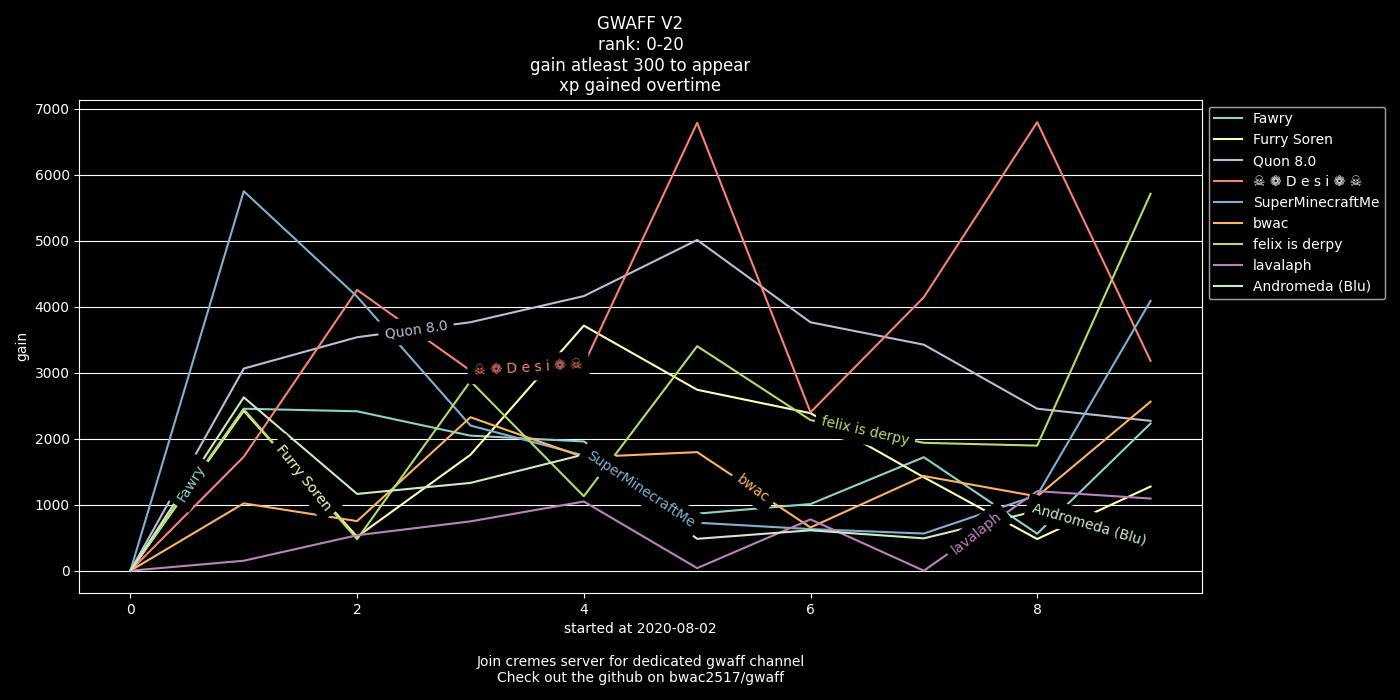 GWAFF V2
rank: 0-20
gain atleast 300 to appear
xp gained overtime
7000
6000
5000
4000
3000
2000
1000
0
gain
Fawry
Furry Soren
Quon 8.0
☠ ❁ D e s i ❁ ☠
SuperMinecraftMe
bwac
felix is derpy
lavalaph
Andromeda (Blu)
0 2 4 6 8
started at 2020-08-02
Fawry
Furry Soren
Quon 8.0
☠ ❁ D e s i ❁ ☠
SuperMinecraftMe
bwac
felix is derpy
lavalaph
Andromeda (Blu)
Join cremes server for dedicated gwaff channel
Check out the github on bwac2517/gwaff